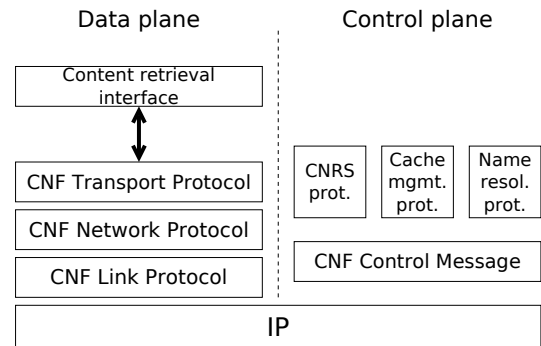 Data plane
Control plane
Content retrieval
interface
CNF Transport Protocol
CNF Network Protocol
CNF Link Protocol
CNRS
prot.
Cache
mgmt.
prot.
Name
resol.
prot.
CNF Control Message
IP